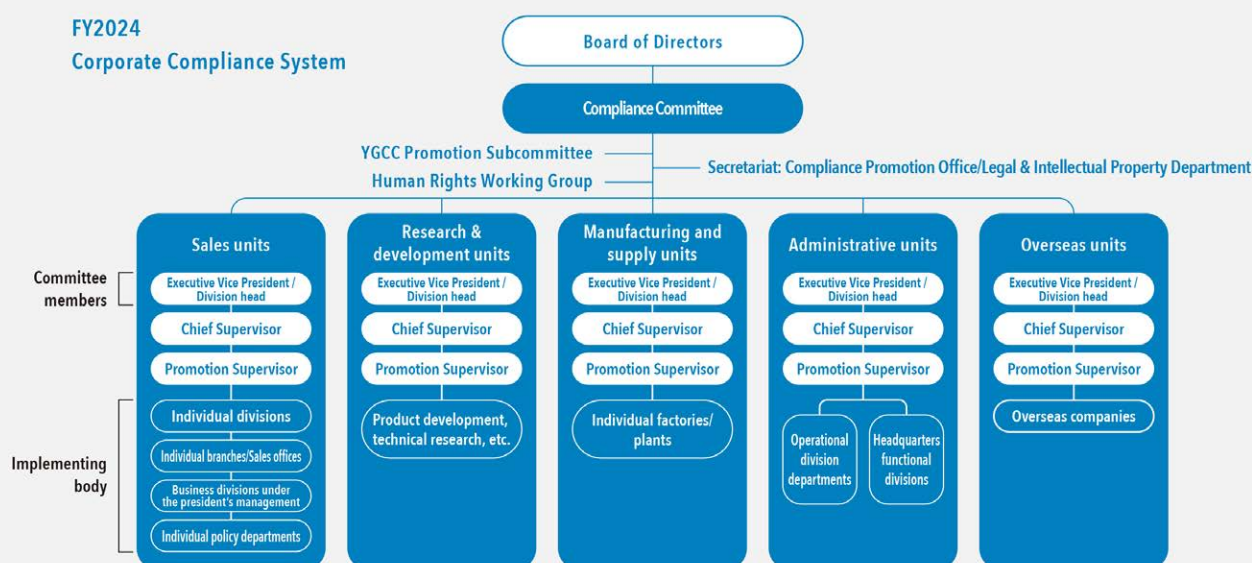 FY2024
Corporate Compliance System
Board of Directors
Compliance Committee
YGCC Promotion Subcommittee
Secretariat: Compliance Promotion Office/Legal & Intellectual Property Department
Human Rights Working Group
Committee
members
Implementing
body
Sales units
Executive Vice President /
Division head
Chief Supervisor
Promotion Supervisor
Individual divisions
Individual branches/Sales offices
Business divisions under
the president's management
Individual policy departments
Research &
development units
Executive Vice President /
Division head
Chief Supervisor
Promotion Supervisor
Product development,
technical research, etc.
Manufacturing and
supply units
Executive Vice President /
Division head
Chief Supervisor
Promotion Supervisor
Individual factories/
plants
Administrative units
Executive Vice President /
Division head
Chief Supervisor
Promotion Supervisor
Operational
division
departments
Headquarters
functional
divisions
Overseas units
Executive Vice President /
Division head
Chief Supervisor
Promotion Supervisor
Overseas companies